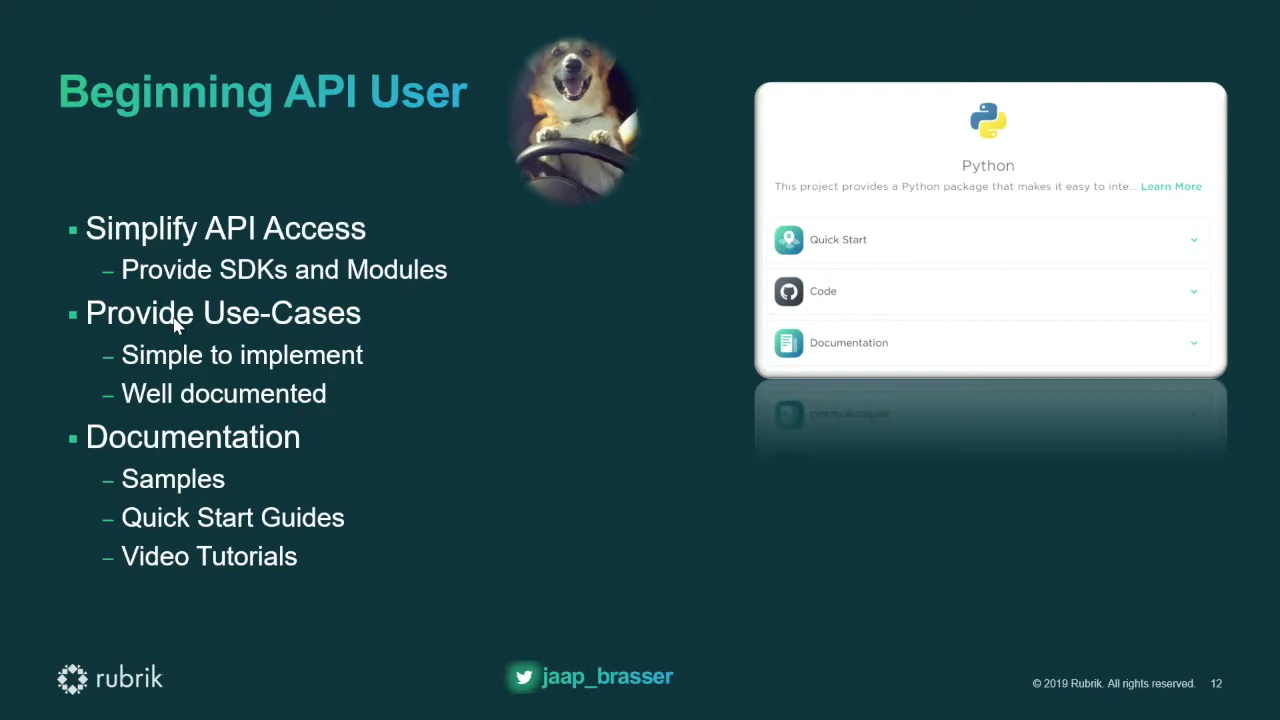 Beginning API User
Simplify API Access
– Provide SDKs and Modules
Provide Use-Cases
– Simple to implement
– Well documented
Documentation
– Samples
– Quick Start Guides
– Video Tutorials
Python
This project provides a Python package that makes it easy to inte... Learn More
Quick Start
Code
Documentation
rubrik
jaap_brasser
© 2019 Rubrik. All rights reserved. 12